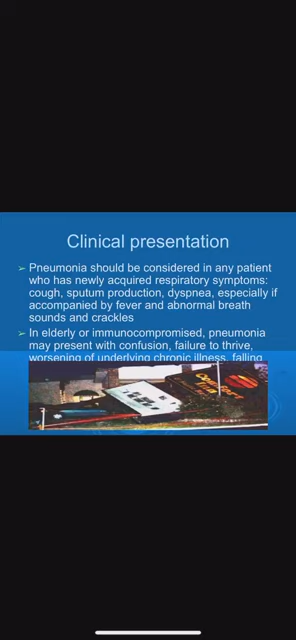 Clinical presentation
➢ Pneumonia should be considered in any patient
who has newly acquired respiratory symptoms:
cough, sputum production, dyspnea, especially if
accompanied by fever and abnormal breath
sounds and crackles
➢ In elderly or immunocompromised, pneumonia
may present with confusion, failure to thrive,
worsening of underlying chronic illness, falling